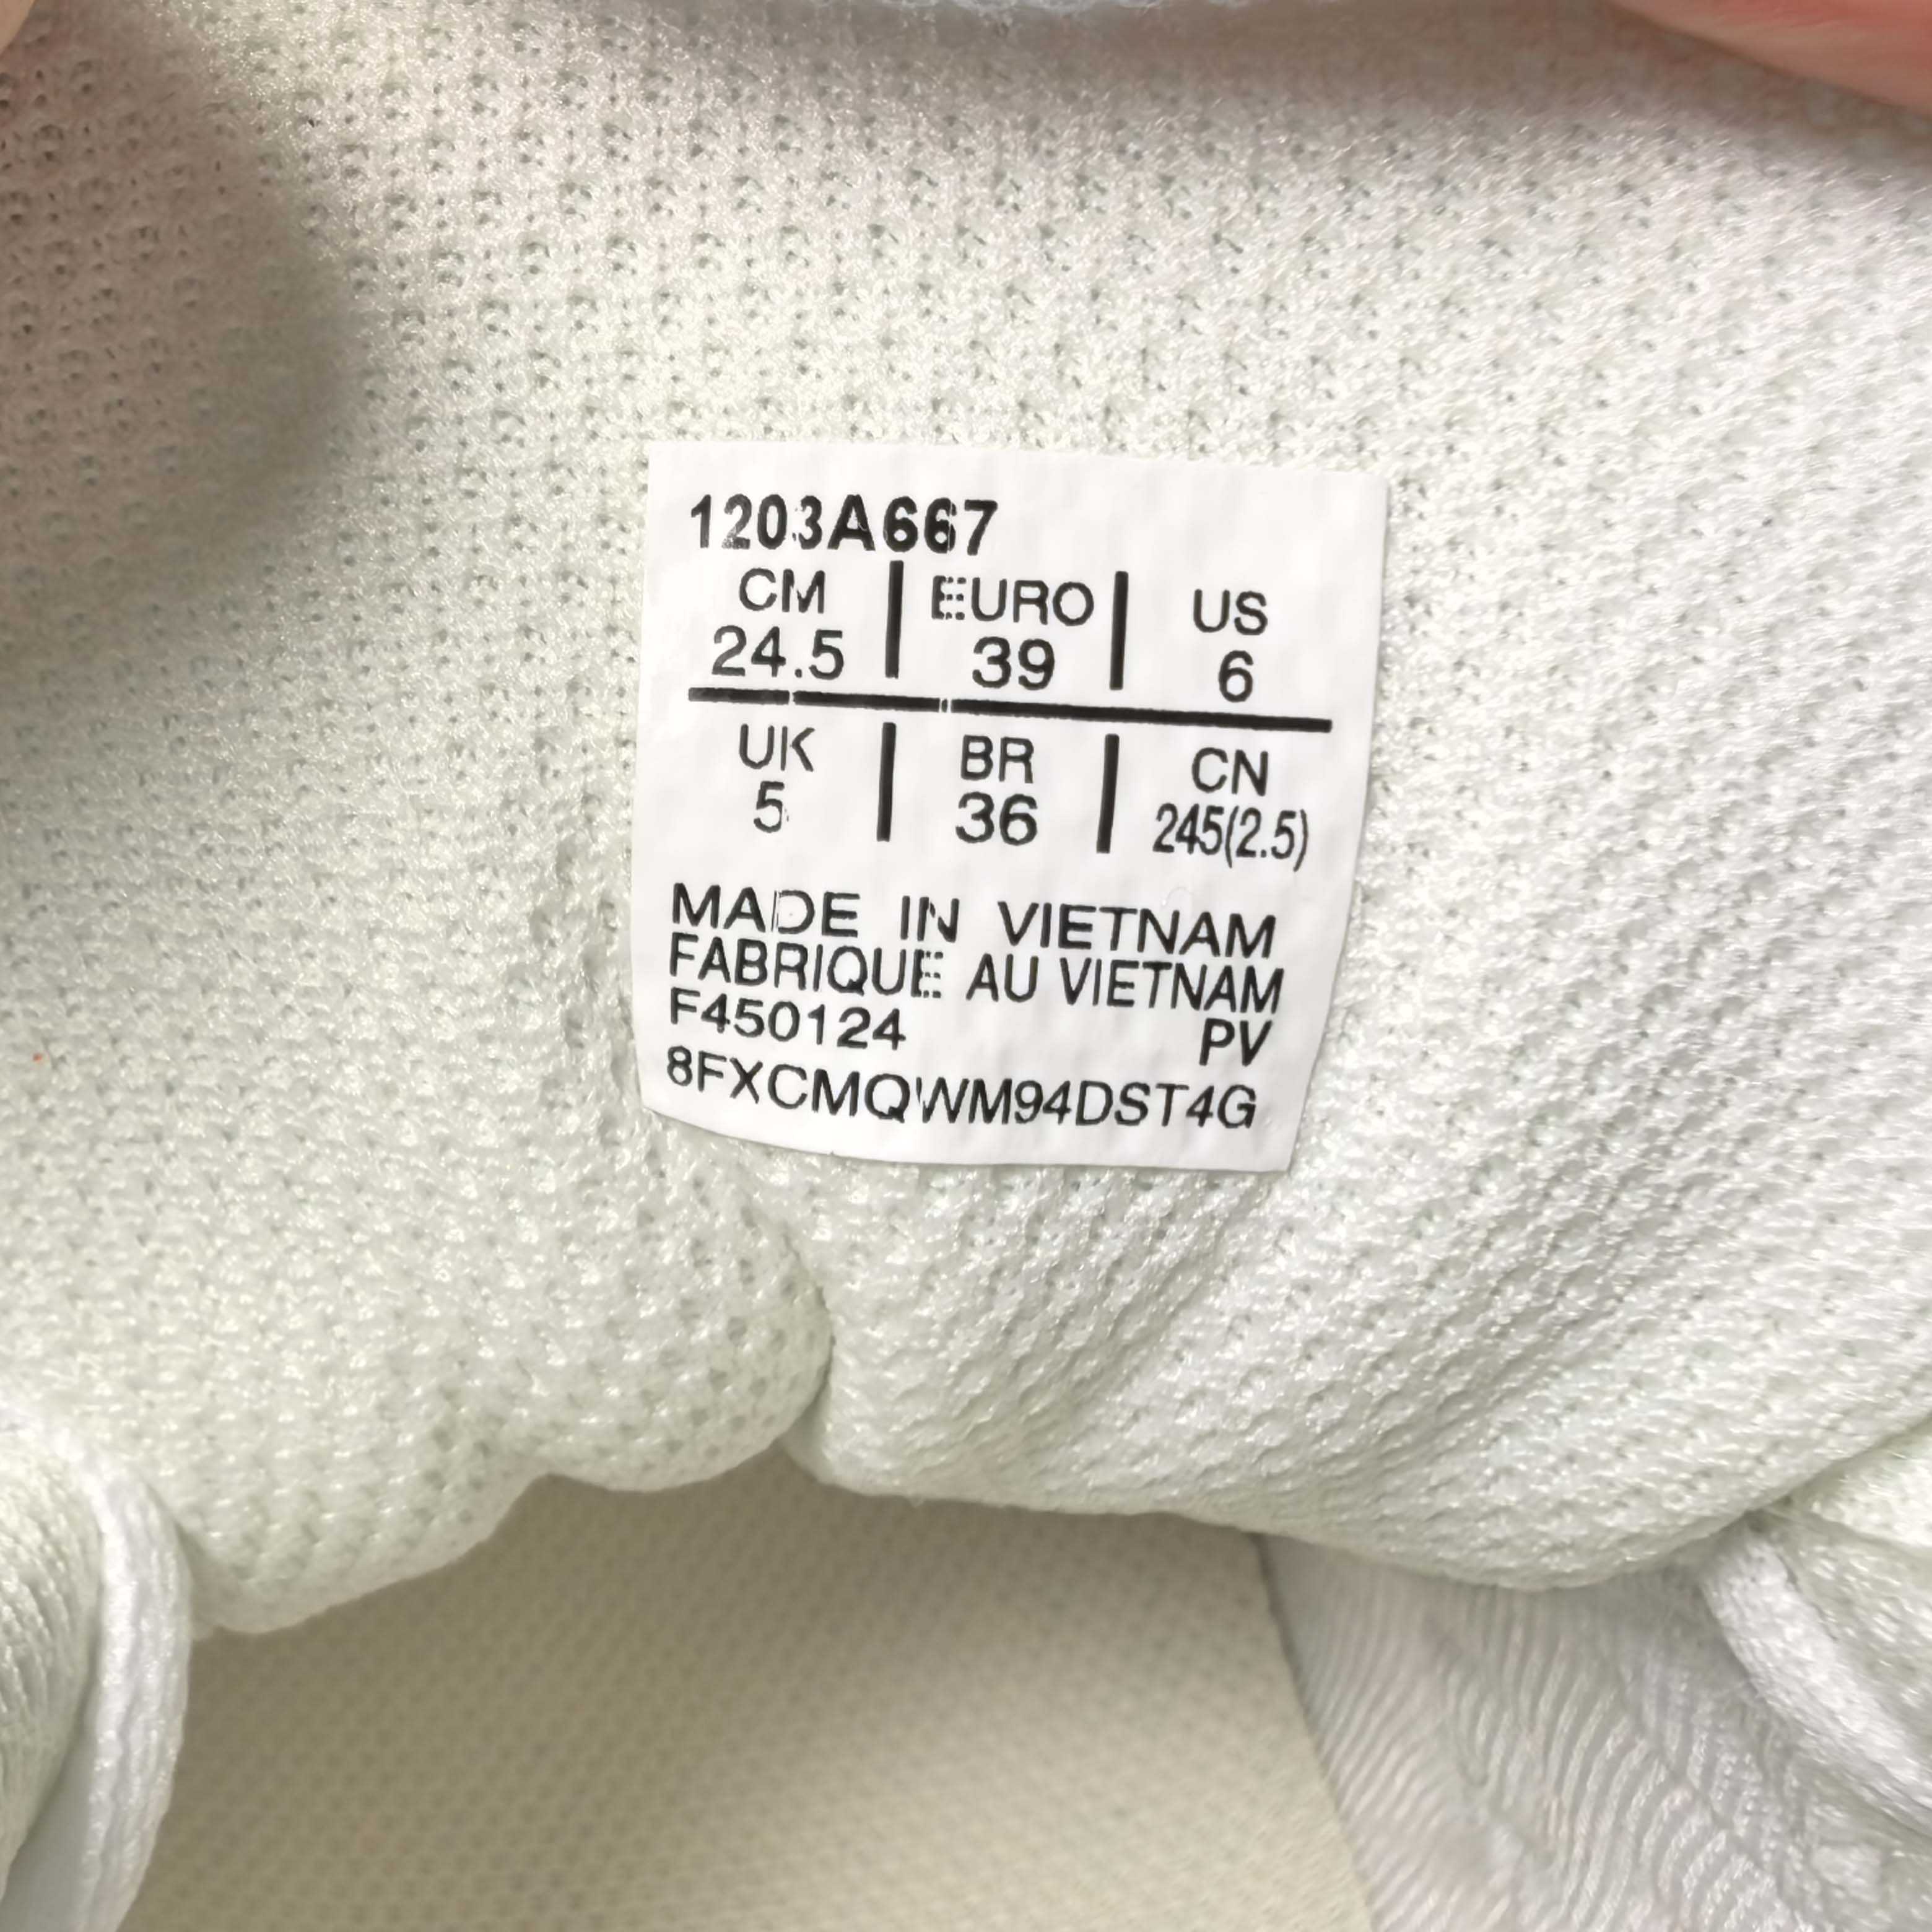 1203A667
CM | EURO | US
24.5 | 39 | 6
UK | BR | CN
5 | 36 | 245(2.5)
MADE IN VIETNAM
FABRIQUE AU VIETNAM
F450124 PV
8FXCMQWM94DST4G